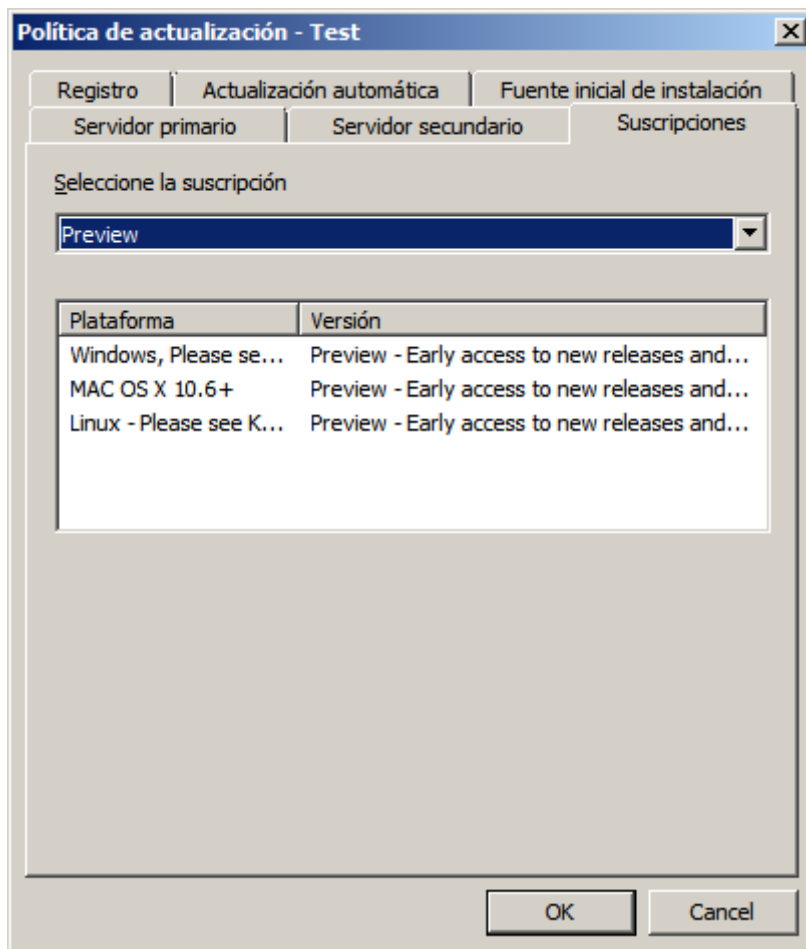 Política de actualización - Test
Registro Actualización automática Fuente inicial de instalación
Servidor primario Servidor secundario Suscripciones
Seleccione la suscripción
Preview
Plataforma Versión
Windows, Please se... Preview - Early access to new releases and...
MAC OS X 10.6+ Preview - Early access to new releases and...
Linux - Please see K... Preview - Early access to new releases and...
OK Cancel